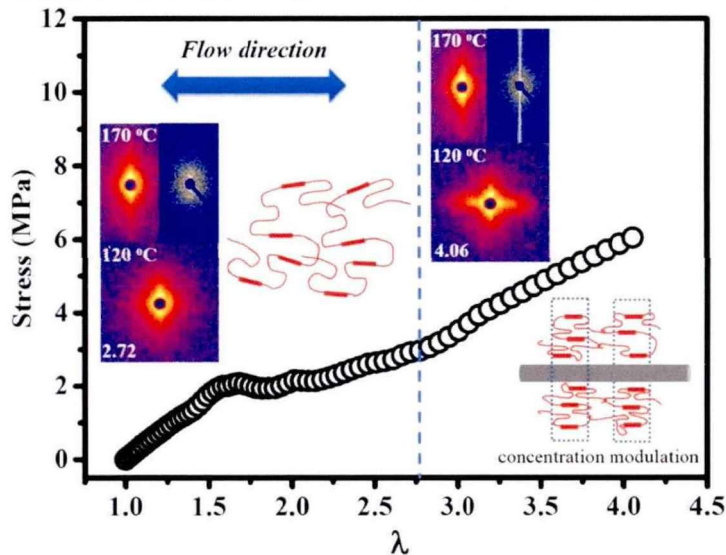 12
10
8
6
4
2
0
Stress (MPa)
Flow direction
170 °C
120 °C
2.72
170 °C
120 °C
4.06
concentration modulation
1.0 1.5 2.0 2.5 3.0 3.5 4.0 4.5
λ